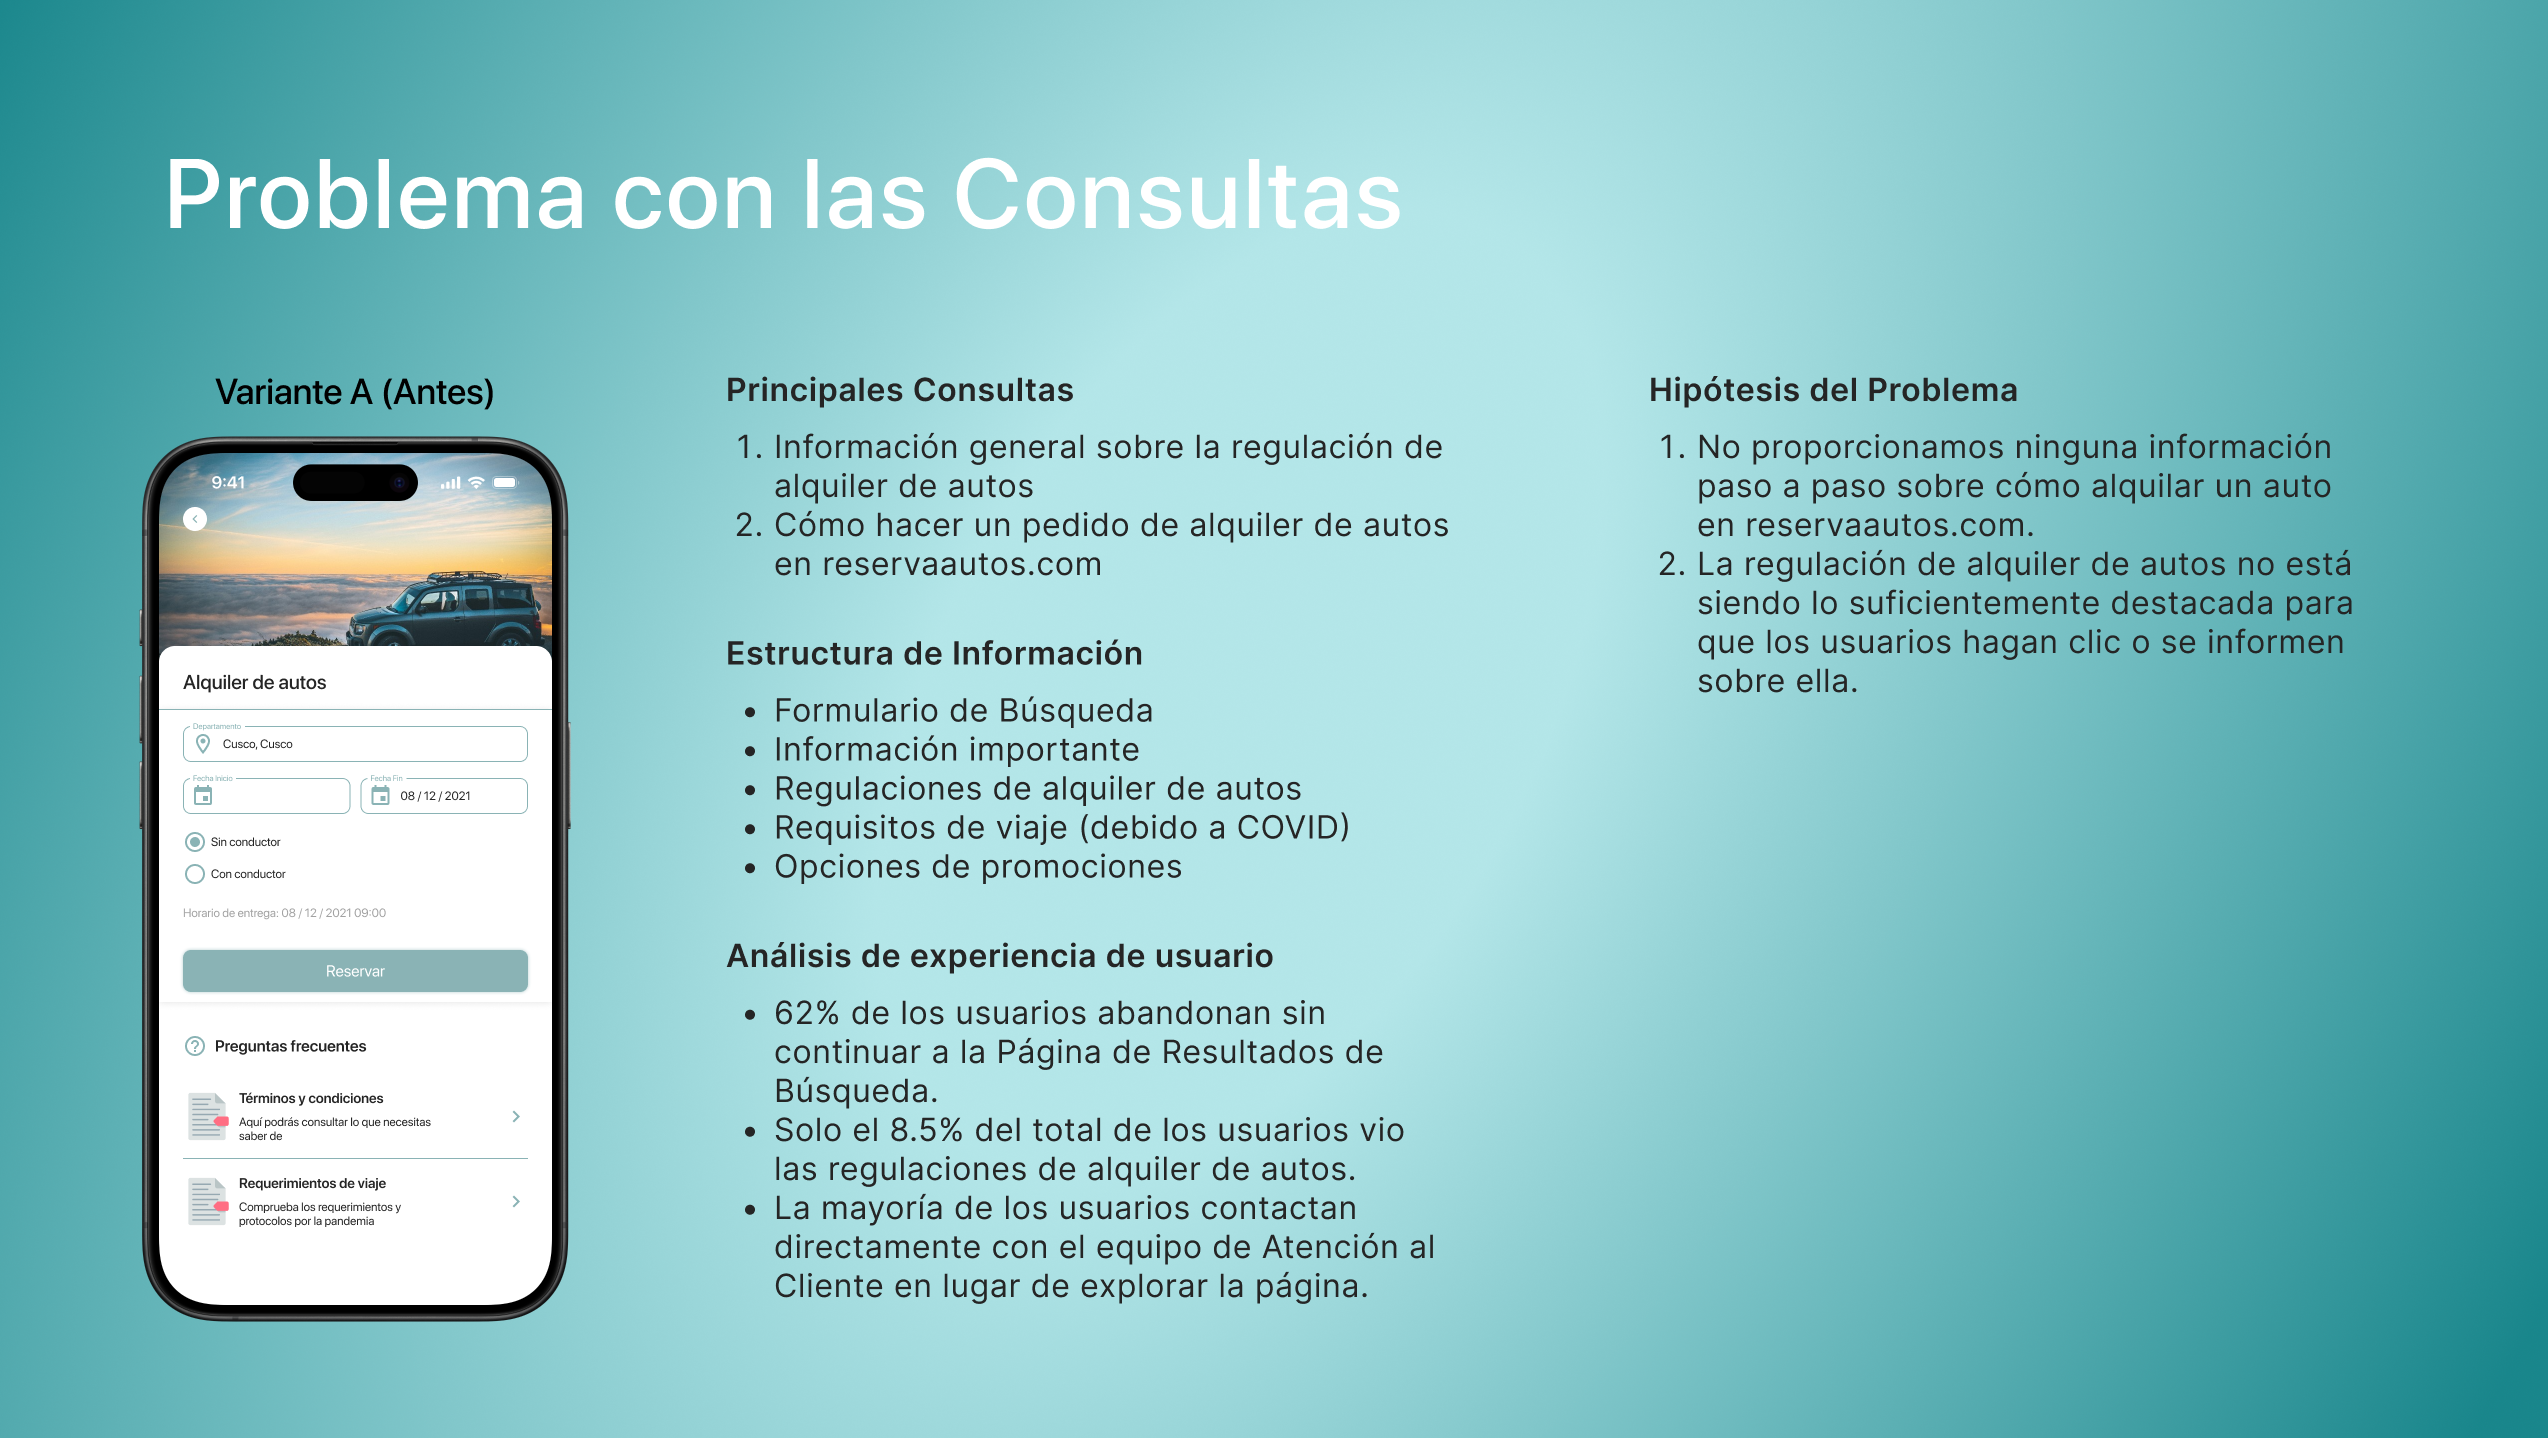 Problema con las Consultas
Variante A (Antes)
9:41
Alquiler de autos
Departamento
Cusco, Cusco
Fecha Inicio
Fecha Fin
08 / 12 / 2021
Sin conductor
Con conductor
Horario de entrega: 08 / 12 / 2021 09:00
Reservar
Preguntas frecuentes
Términos y condiciones
Aquí podrás consultar lo que necesitas
saber de
Requerimientos de viaje
Comprueba los requerimientos y
protocolos por la pandemia
Principales Consultas
1. Información general sobre la regulación de
alquiler de autos
2. Cómo hacer un pedido de alquiler de autos
en reservaautos.com
Estructura de Información
• Formulario de Búsqueda
• Información importante
• Regulaciones de alquiler de autos
• Requisitos de viaje (debido a COVID)
• Opciones de promociones
Análisis de experiencia de usuario
• 62% de los usuarios abandonan sin
continuar a la Página de Resultados de
Búsqueda.
• Solo el 8.5% del total de los usuarios vio
las regulaciones de alquiler de autos.
• La mayoría de los usuarios contactan
directamente con el equipo de Atención al
Cliente en lugar de explorar la página.
Hipótesis del Problema
1. No proporcionamos ninguna información
paso a paso sobre cómo alquilar un auto
en reservaautos.com.
2. La regulación de alquiler de autos no está
siendo lo suficientemente destacada para
que los usuarios hagan clic o se informen
sobre ella.